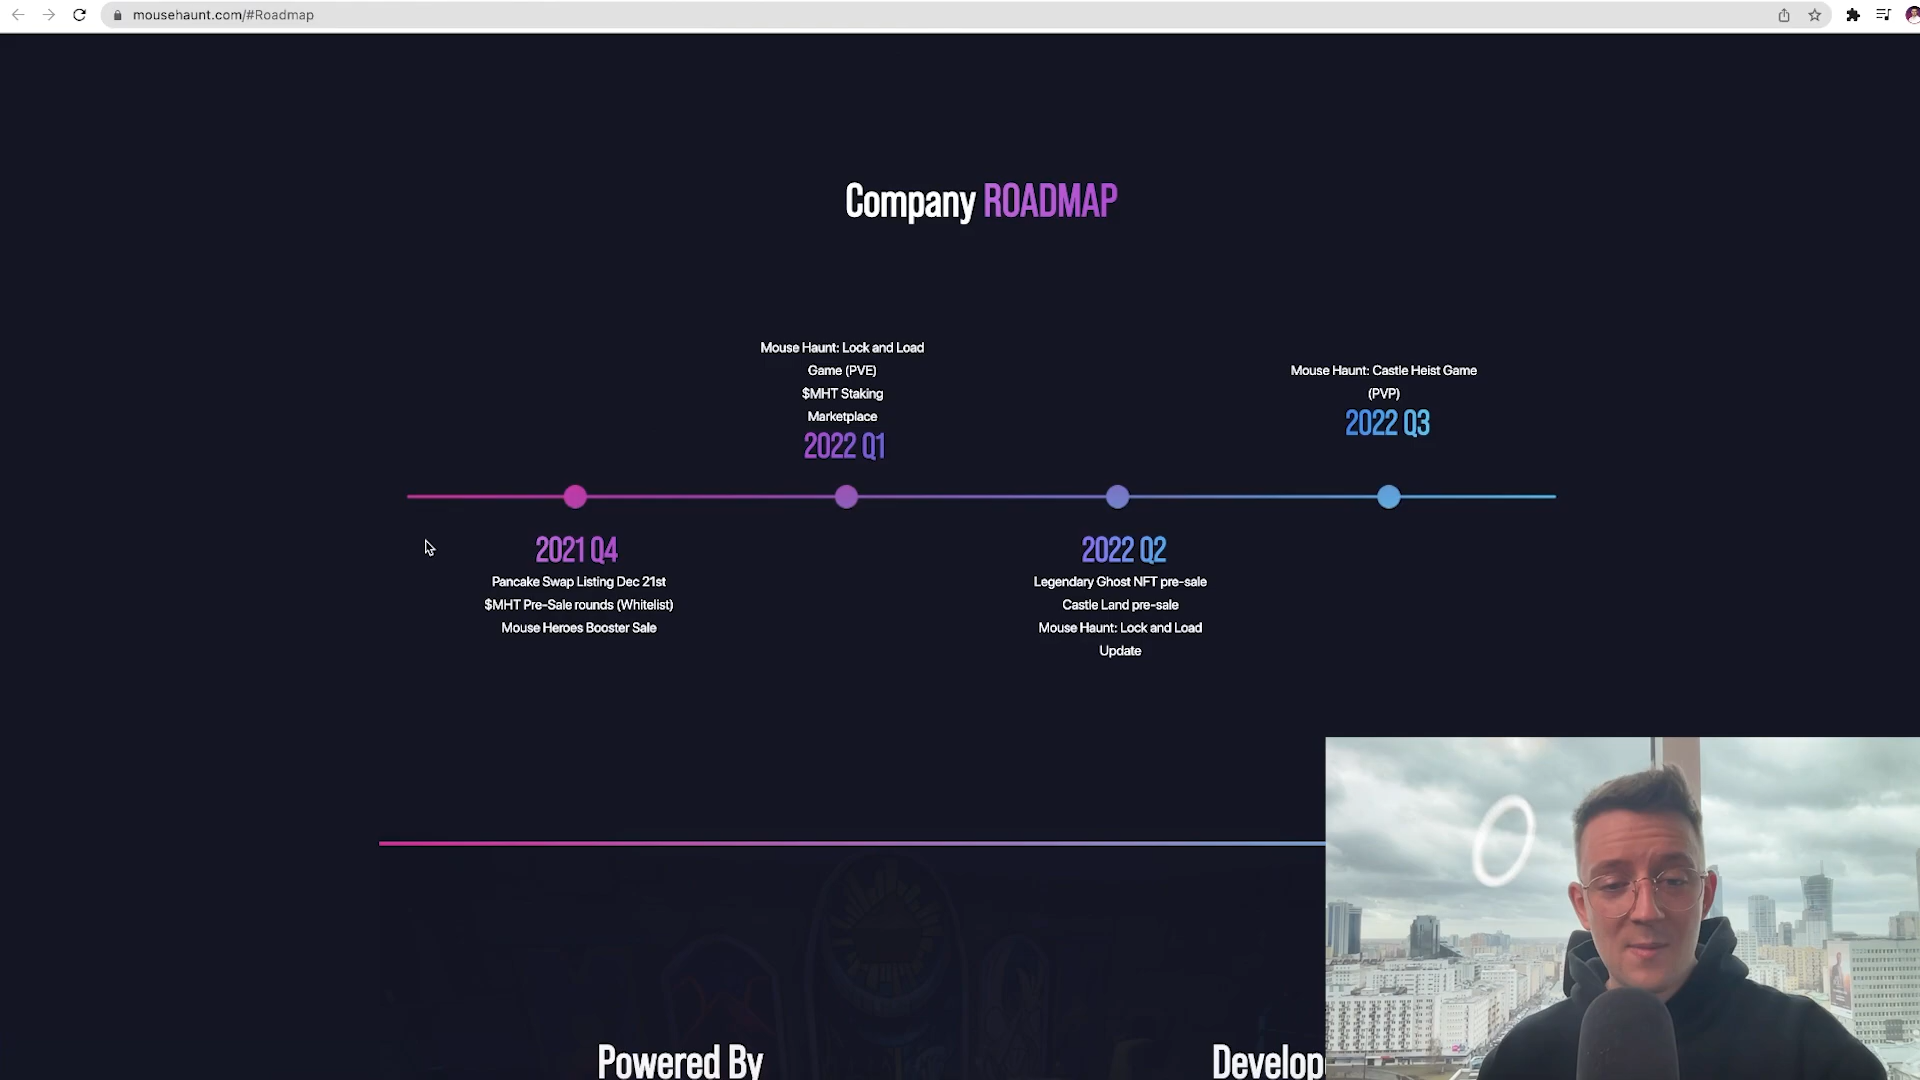 mousehaunt.com/#Roadmap
Company ROADMAP
Mouse Haunt: Lock and Load
Game (PVE)
$MHT Staking
Marketplace
2022 Q1
Mouse Haunt: Castle Heist Game
(PVP)
2022 Q3
2021 Q4
Pancake Swap Listing Dec 21st
$MHT Pre-Sale rounds (Whitelist)
Mouse Heroes Booster Sale
2022 Q2
Legendary Ghost NFT pre-sale
Castle Land pre-sale
Mouse Haunt: Lock and Load
Update
Powered By
Develop